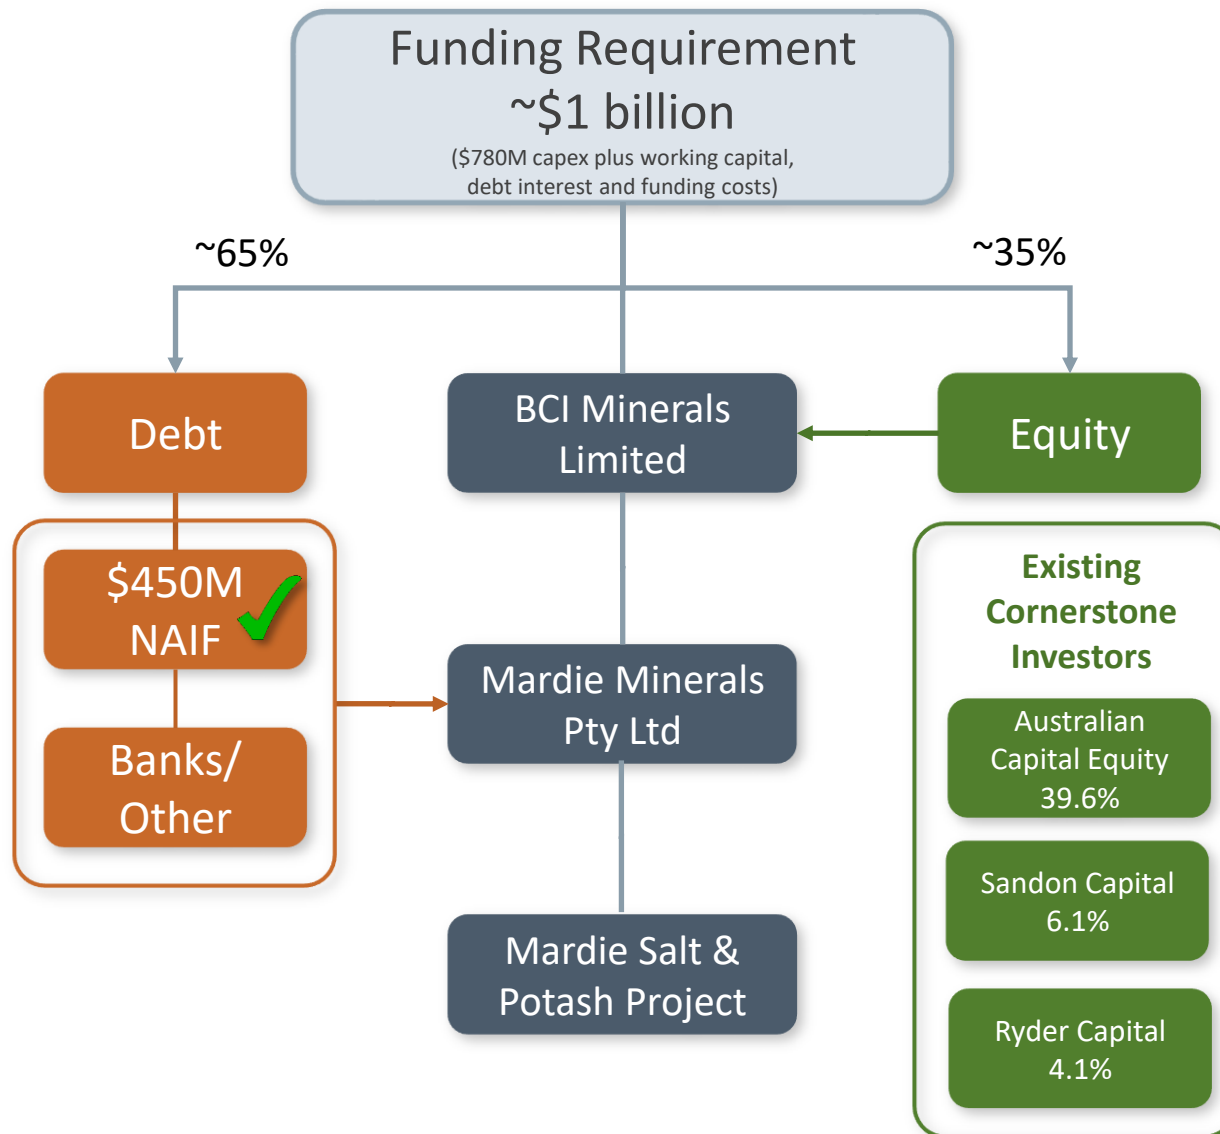 Funding Requirement
~$1 billion
($780M capex plus working capital,
debt interest and funding costs)
~65%
~35%
Debt
BCI Minerals
Limited
Equity
$450M
NAIF
Banks/
Other
Mardie Minerals
Pty Ltd
Mardie Salt &
Potash Project
Existing
Cornerstone
Investors
Australian
Capital Equity
39.6%
Sandon Capital
6.1%
Ryder Capital
4.1%